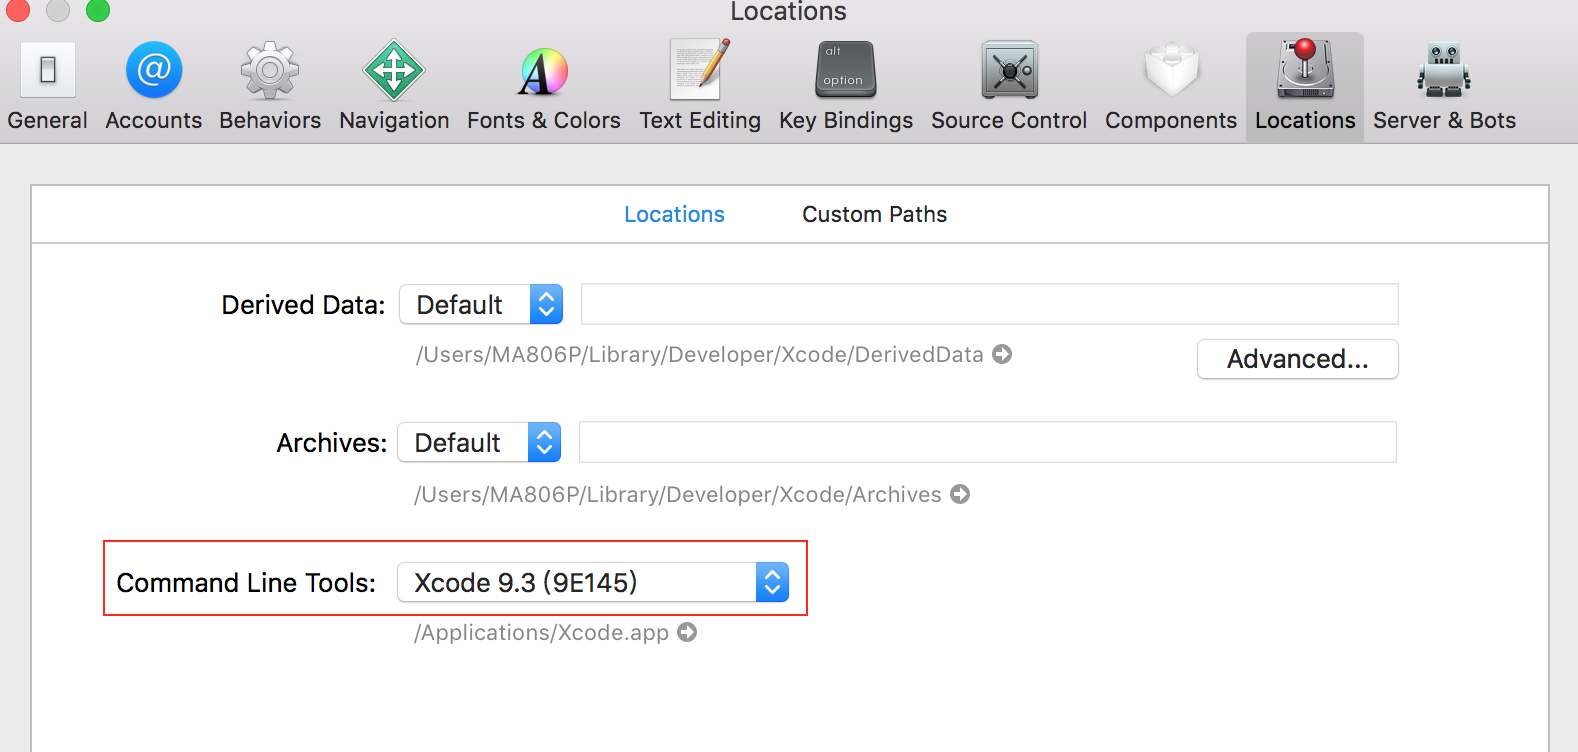 Locations
@
alt
option
A
General Accounts Behaviors Navigation Fonts & Colors Text Editing Key Bindings Source Control Components Locations Server & Bots
Locations Custom Paths
Derived Data: Default
/Users/MA806P/Library/Developer/Xcode/DerivedData
Advanced...
Archives: Default
/Users/MA806P/Library/Developer/Xcode/Archives
Command Line Tools: Xcode 9.3 (9E145)
/Applications/Xcode.app